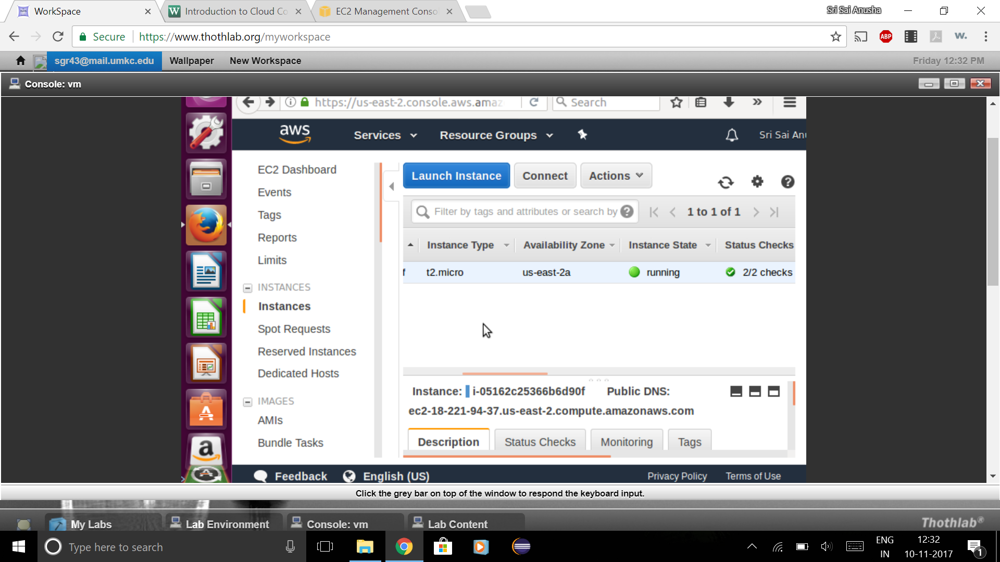 WorkSpace
Introduction to Cloud Co
EC2 Management Conso
Sri Sai Anusha
Secure
https://www.thothlab.org/myworkspace
ABP
w.
sgr43@mail.umkc.edu
Wallpaper
New Workspace
Friday 12:32 PM
Console: vm
https://us-east-2.console.aws.amaz
Search
aws
Services
Resource Groups
Sri Sai Anu
EC2 Dashboard
Events
Tags
Reports
Limits
INSTANCES
Instances
Spot Requests
Reserved Instances
Dedicated Hosts
IMAGES
AMIs
Bundle Tasks
Launch Instance
Connect
Actions
Filter by tags and attributes or search by
1 to 1 of 1
Instance Type
Availability Zone
Instance State
Status Checks
f
t2.micro
us-east-2a
running
2/2 checks
Instance: i-05162c25366b6d90f Public DNS:
ec2-18-221-94-37.us-east-2.compute.amazonaws.com
Description
Status Checks
Monitoring
Tags
Feedback
English (US)
Privacy Policy
Terms of Use
Click the grey bar on top of the window to respond the keyboard input.
My Labs
Lab Environment
Console: vm
Lab Content
Thothlab®
Type here to search
ENG
IN
12:32
10-11-2017
1